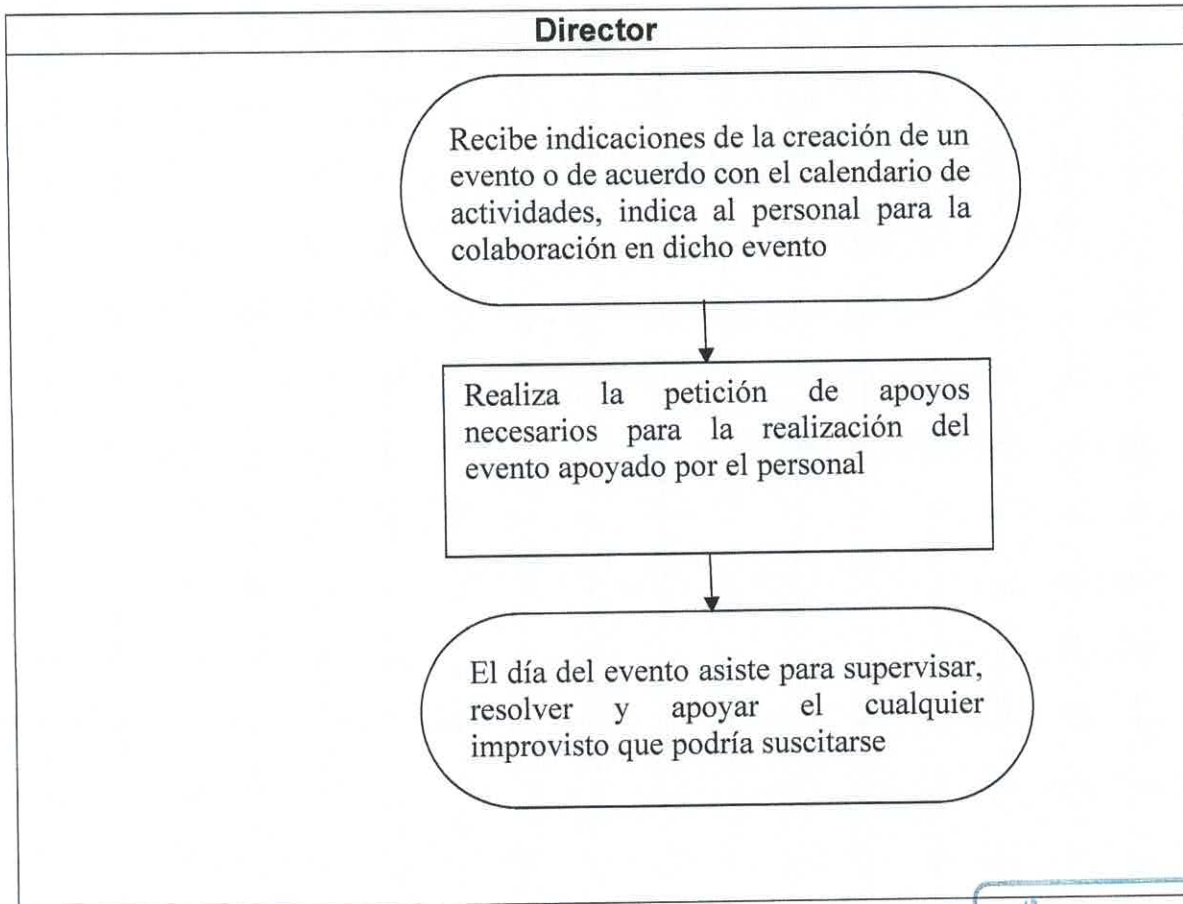 Director
Recibe indicaciones de la creación de un
evento o de acuerdo con el calendario de
actividades, indica al personal para la
colaboración en dicho evento
Realiza la petición de apoyos
necesarios para la realización del
evento apoyado por el personal
El día del evento asiste para supervisar,
resolver y apoyar el cualquier
improvisto que podría suscitarse